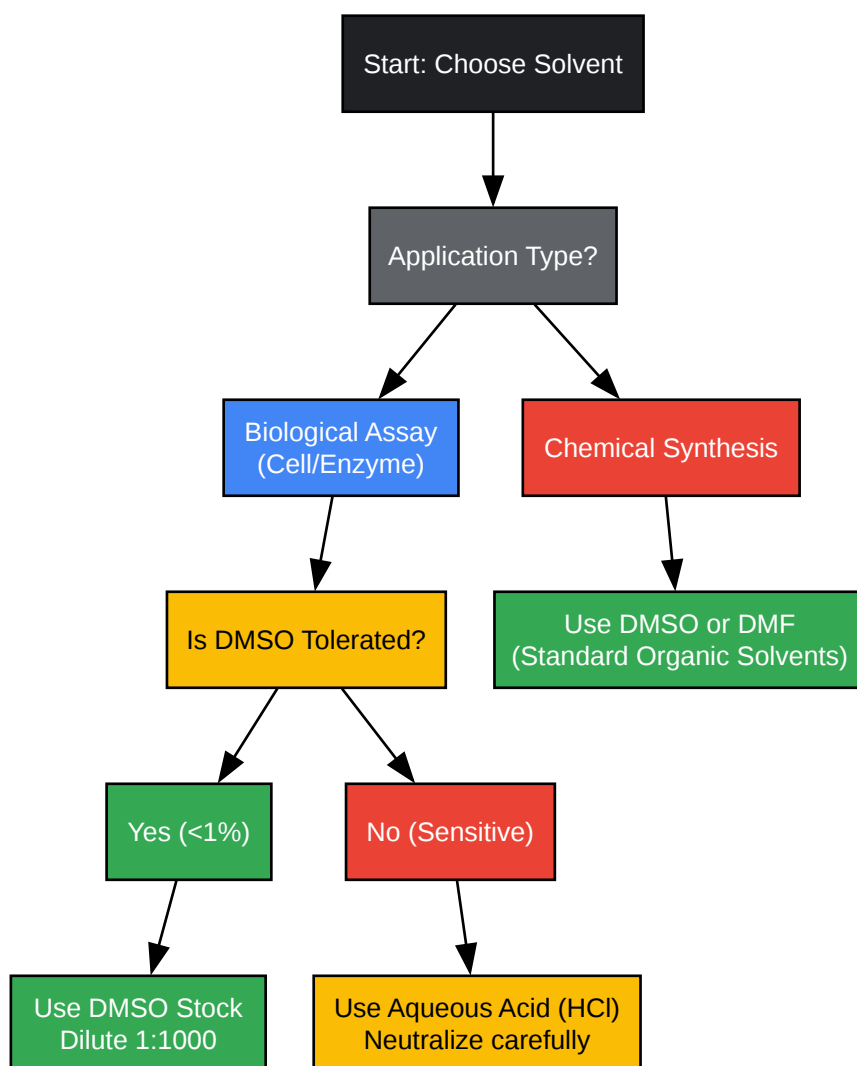 Start: Choose Solvent
Application Type?
Biological Assay
(Cell/Enzyme)
Chemical Synthesis
Is DMSO Tolerated?
Use DMSO or DMF
(Standard Organic Solvents)
Yes (<1%)
No (Sensitive)
Use DMSO Stock
Dilute 1:1000
Use Aqueous Acid (HCl)
Neutralize carefully